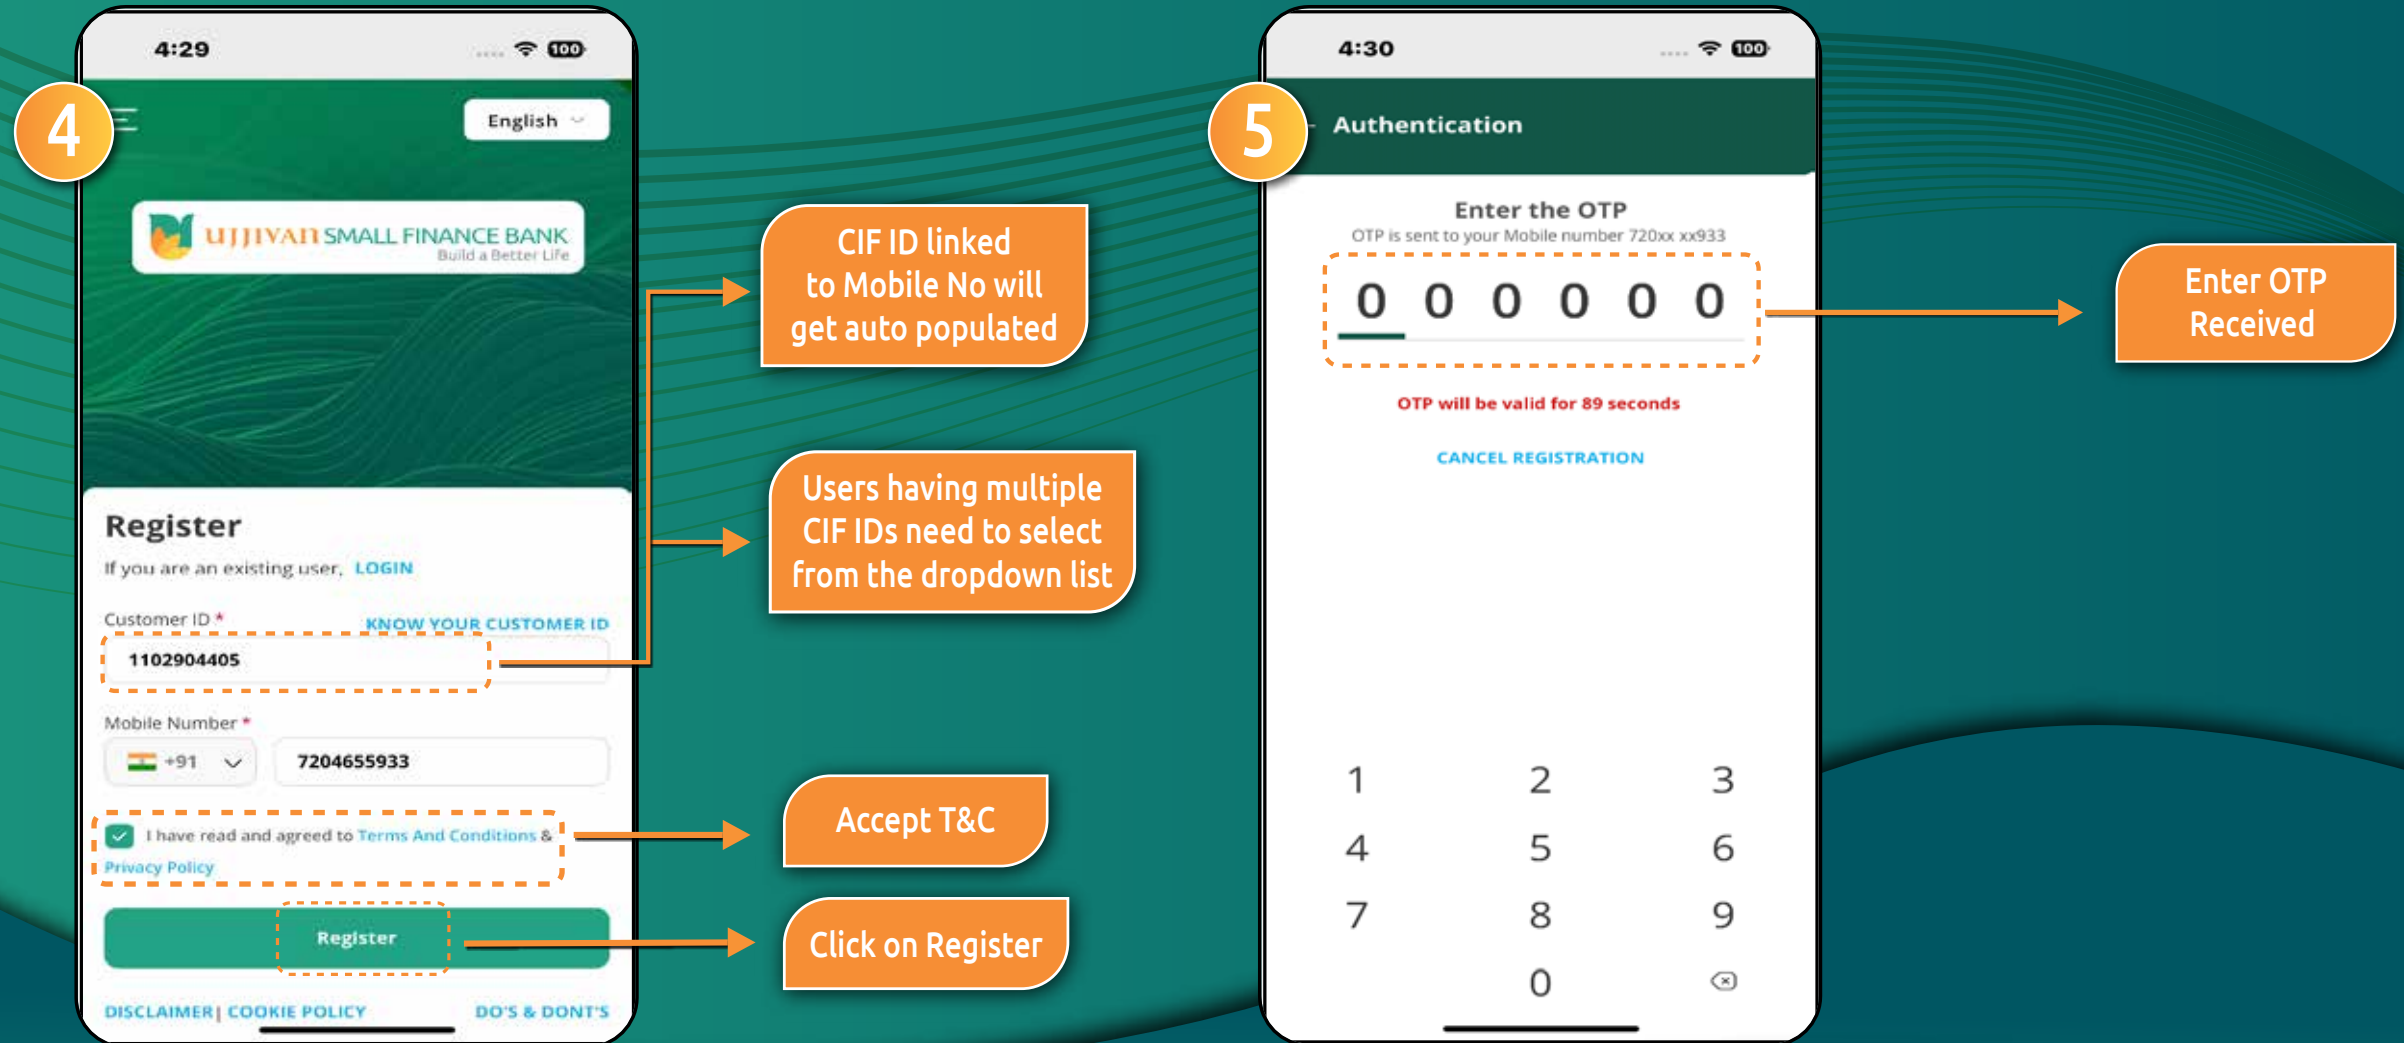 4
4:29
100
English
UJJIVAN SMALL FINANCE BANK
Build a Better Life
Register
If you are an existing user, LOGIN
Customer ID *
KNOW YOUR CUSTOMER ID
1102904405
Mobile Number *
+91
7204655933
I have read and agreed to Terms And Conditions &
Privacy Policy
Register
DISCLAIMER| COOKIE POLICY
DO'S & DONT'S
CIF ID linked
to Mobile No will
get auto populated
Users having multiple
CIF IDs need to select
from the dropdown list
Accept T&C
Click on Register
5
4:30
100
Authentication
Enter the OTP
OTP is sent to your Mobile number 720xx xx933
0 0 0 0 0 0
OTP will be valid for 89 seconds
CANCEL REGISTRATION
1 2 3
4 5 6
7 8 9
0
Enter OTP
Received